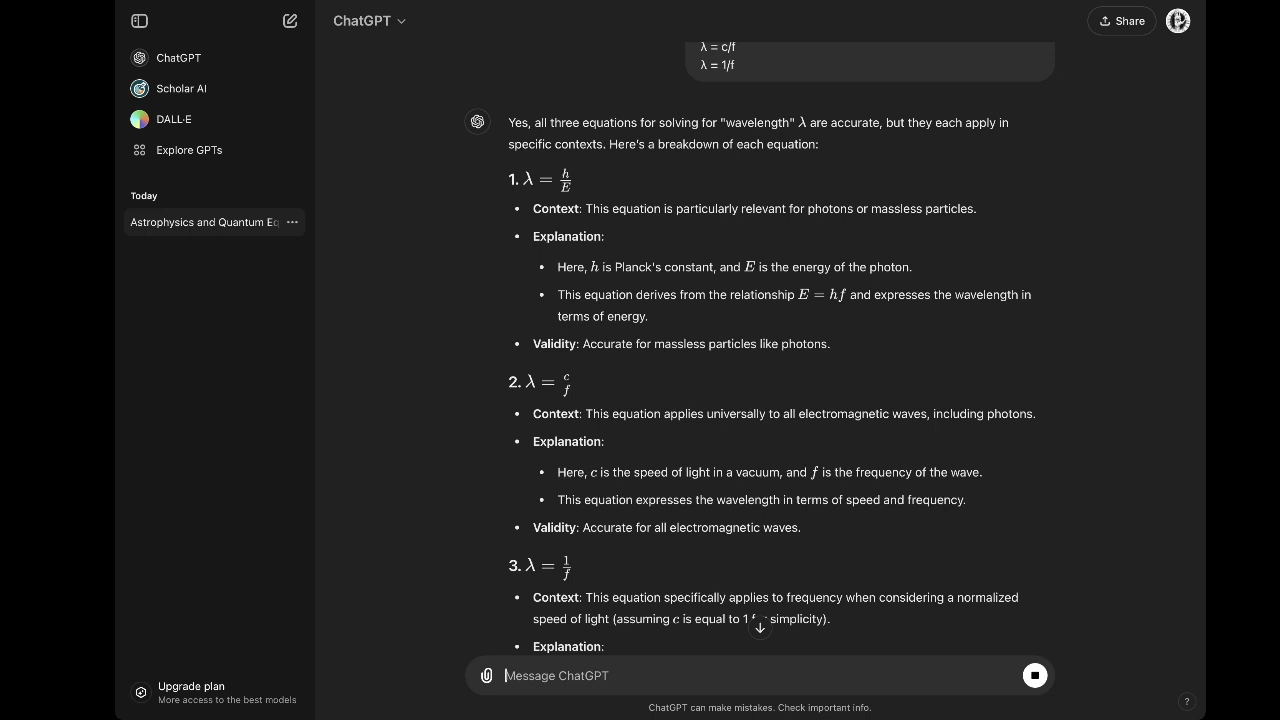 ChatGPT
Scholar AI
DALL·E
Explore GPTs
Today
Astrophysics and Quantum Eq
Upgrade plan
More access to the best models
ChatGPT
Share
λ = c/f
λ = 1/f
Yes, all three equations for solving for "wavelength" λ are accurate, but they each apply in
specific contexts. Here's a breakdown of each equation:
1. λ = h/E
• Context: This equation is particularly relevant for photons or massless particles.
• Explanation:
• Here, h is Planck's constant, and E is the energy of the photon.
• This equation derives from the relationship E = hf and expresses the wavelength in
terms of energy.
• Validity: Accurate for massless particles like photons.
2. λ = c/f
• Context: This equation applies universally to all electromagnetic waves, including photons.
• Explanation:
• Here, c is the speed of light in a vacuum, and f is the frequency of the wave.
• This equation expresses the wavelength in terms of speed and frequency.
• Validity: Accurate for all electromagnetic waves.
3. λ = 1/f
• Context: This equation specifically applies to frequency when considering a normalized
speed of light (assuming c is equal to 1 simplicity).
• Explanation:
Message ChatGPT
ChatGPT can make mistakes. Check important info.
?